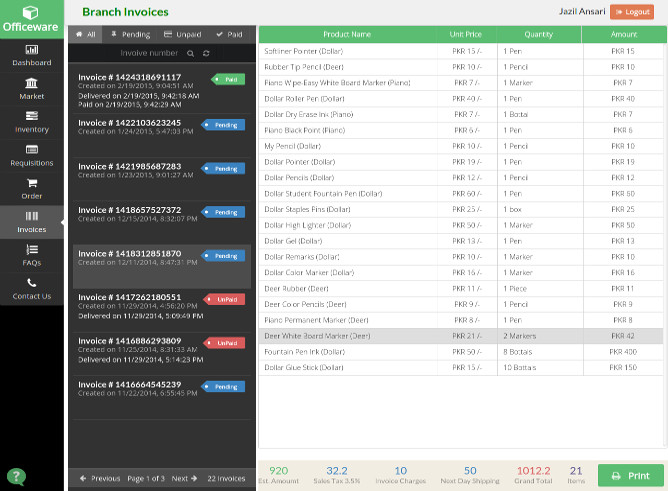 Officeware
Branch Invoices
Jazil Ansari
Logout
Dashboard
Market
Inventory
Requisitions
Order
Invoices
FAQs
Contact Us
All
Pending
Unpaid
Paid
Invoive number
Invoice # 1424318691117
Paid
Created on 2/19/2015, 9:04:51 AM
Delivered on 2/19/2015, 9:42:18 AM
Paid on 2/19/2015, 9:42:29 AM
Invoice # 1422103623245
Pending
Created on 1/24/2015, 5:47:03 PM
Invoice # 1421985687283
Pending
Created on 1/23/2015, 9:01:27 AM
Invoice # 1418657527372
Pending
Created on 12/15/2014, 8:32:07 PM
Invoice # 1418312851870
Pending
Created on 12/11/2014, 8:47:31 PM
Invoice # 1417262180551
UnPaid
Created on 11/29/2014, 4:56:20 PM
Delivered on 11/29/2014, 5:09:49 PM
Invoice # 1416886293809
UnPaid
Created on 11/25/2014, 8:31:33 AM
Delivered on 11/29/2014, 5:14:23 PM
Invoice # 1416664545239
Pending
Created on 11/22/2014, 6:55:45 PM
Previous Page 1 of 3 Next 22 Invoices
Product Name Unit Price Quantity Amount
Softliner Pointer (Dollar) PKR 15 /- 1 Pen PKR 15
Rubber Tip Pencil (Deer) PKR 10 /- 1 Pencil PKR 10
Piano Wipe-Easy White Board Marker (Piano) PKR 7 /- 1 Marker PKR 7
Dollar Roller Pen (Dollar) PKR 40 /- 1 Pen PKR 40
Dollar Dry Erase Ink (Piano) PKR 7 /- 1 Bottal PKR 7
Piano Black Point (Piano) PKR 6 /- 1 Pen PKR 6
My Pencil (Dollar) PKR 10 /- 1 Pencil PKR 10
Dollar Pointer (Dollar) PKR 19 /- 1 Pen PKR 19
Dollar Pencils (Dollar) PKR 12 /- 1 Pencil PKR 12
Dollar Student Fountain Pen (Dollar) PKR 60 /- 1 Pen PKR 60
Dollar Staples Pins (Dollar) PKR 25 /- 1 box PKR 25
Dollar High Lighter (Dollar) PKR 50 /- 1 Marker PKR 50
Dollar Gel (Dollar) PKR 13 /- 1 Pen PKR 13
Dollar Remarks (Dollar) PKR 10 /- 1 Marker PKR 10
Dollar Color Marker (Dollar) PKR 16 /- 1 Marker PKR 16
Deer Rubber (Deer) PKR 11 /- 1 Piece PKR 11
Deer Color Pencils (Deer) PKR 9 /- 1 Pencil PKR 9
Piano Permanent Marker (Deer) PKR 8 /- 1 Pen PKR 8
Deer White Board Marker (Deer) PKR 21 /- 2 Markers PKR 42
Fountain Pen Ink (Dollar) PKR 50 /- 8 Bottals PKR 400
Dollar Glue Stick (Dollar) PKR 15 /- 10 Bottals PKR 150
920 32.2 10 50 1012.2 21
Est. Amount Sales Tax 3.5% Invoice Charges Next Day Shipping Grand Total Items
Print
?